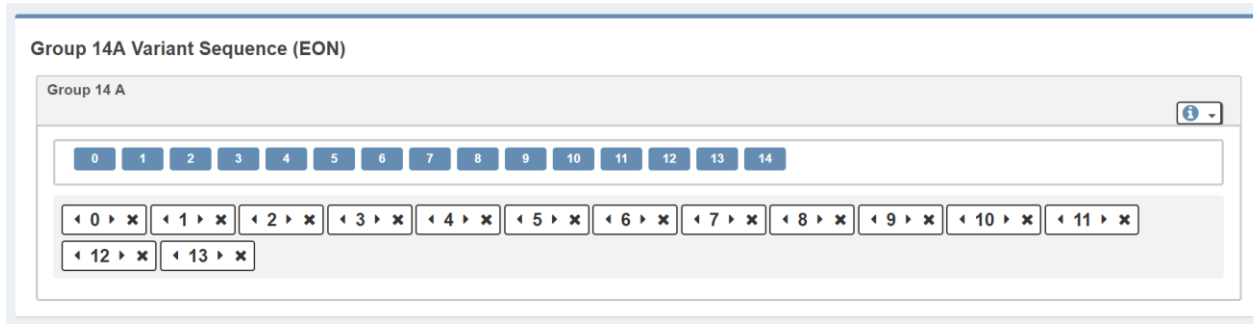 Group 14A Variant Sequence (EON)
Group 14 A
0 1 2 3 4 5 6 7 8 9 10 11 12 13 14
0 1 2 3 4 5 6 7 8 9 10 11
12 13